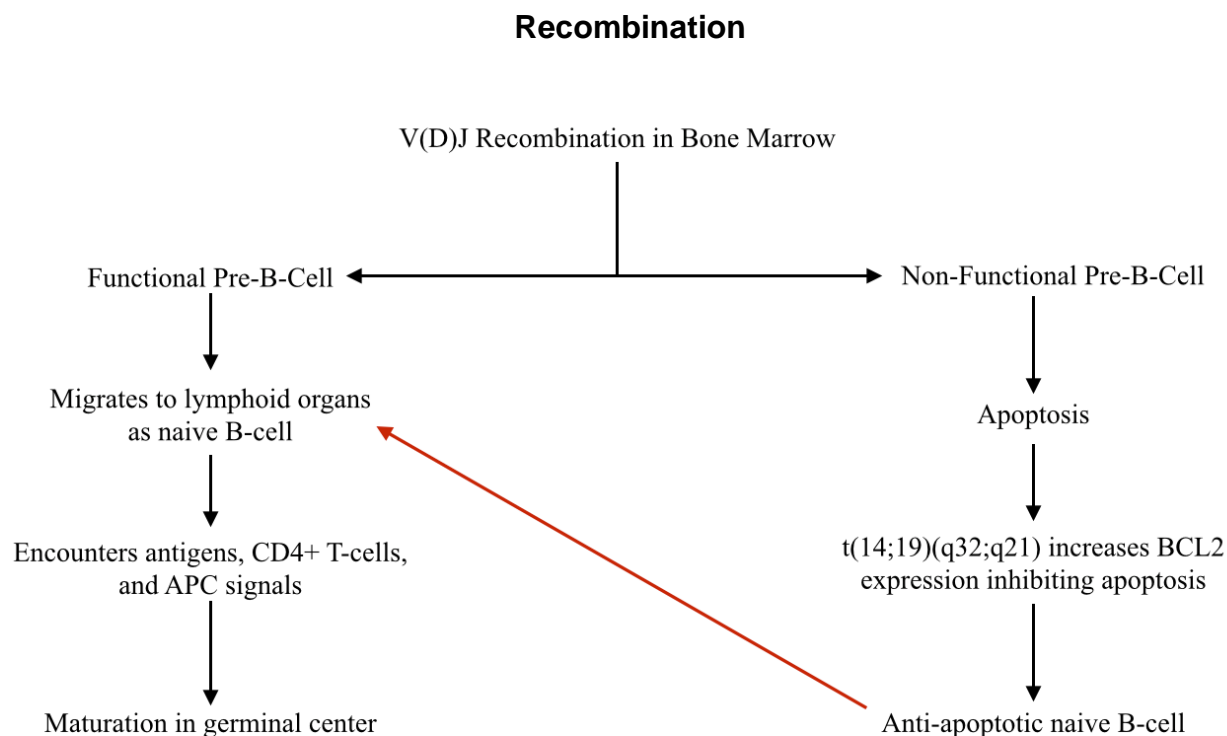 Recombination
V(D)J Recombination in Bone Marrow
Functional Pre-B-Cell
Non-Functional Pre-B-Cell
Migrates to lymphoid organs
as naive B-cell
Apoptosis
Encounters antigens, CD4+ T-cells,
and APC signals
t(14;19)(q32;q21) increases BCL2
expression inhibiting apoptosis
Maturation in germinal center
Anti-apoptotic naive B-cell